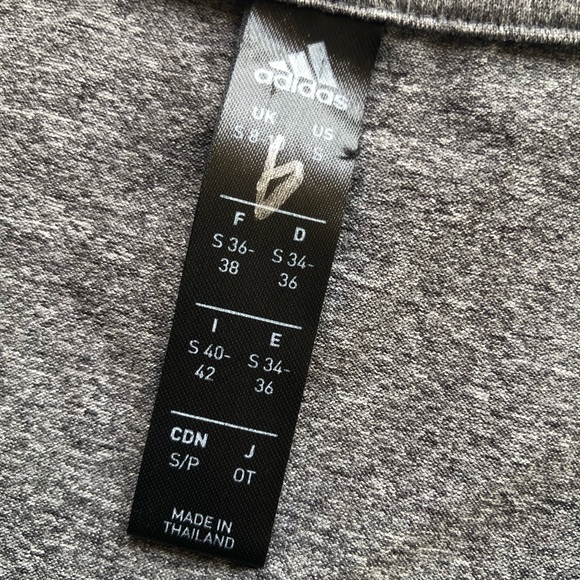 adidas
UK US
S 8- S
F D
S 36- S 34-
38 36
I E
S 40- S 34-
42 36
CDN J
S/P OT
MADE IN
THAILAND